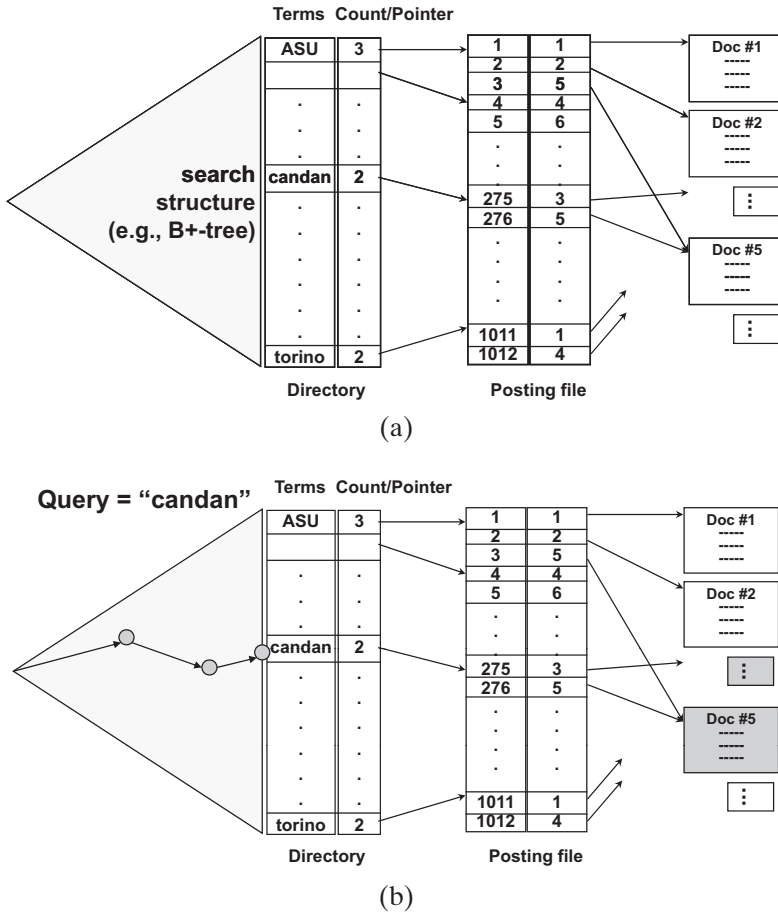 Terms Count/Pointer
ASU 3 1 1 Doc #1
2 2 -----
3 5 -----
4 4 -----
5 6 Doc #2
. . . . -----
. . . . -----
. . . . -----
search candan 2 275 3 ⋮
structure . . 276 5
(e.g., B+-tree) . . . . Doc #5
. . . . -----
. . . . -----
. . . . -----
. . 1011 1 ⋮
torino 2 1012 4
Directory Posting file
(a)
Query = “candan” Terms Count/Pointer
ASU 3 1 1 Doc #1
2 2 -----
3 5 -----
4 4 -----
5 6 Doc #2
. . . . -----
. . . . -----
. . . . -----
candan 2 275 3 ⋮
. . 276 5
. . . . Doc #5
. . . . -----
. . . . -----
. . . . -----
. . 1011 1 ⋮
torino 2 1012 4
Directory Posting file
(b)